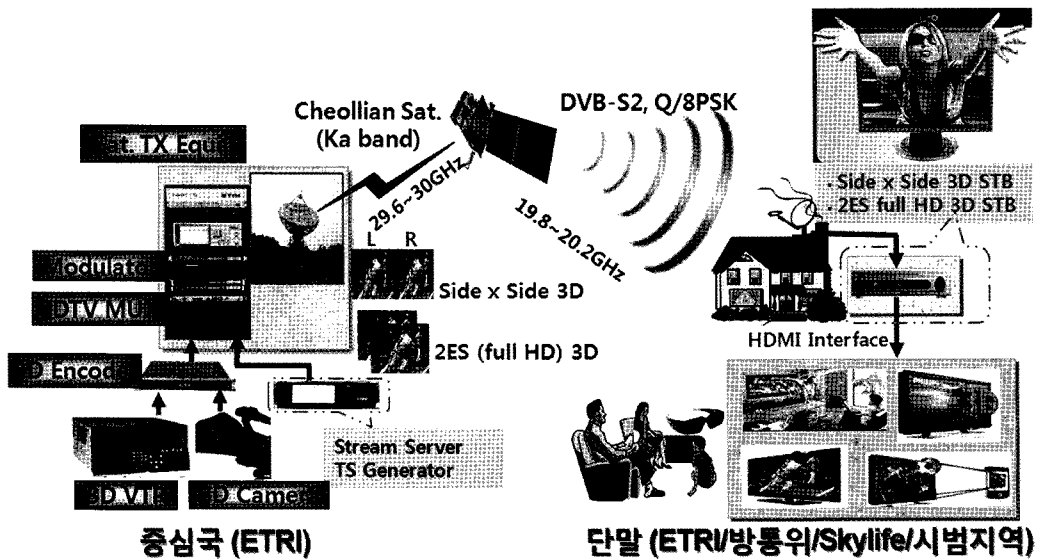 Cheollian Sat.
(Ka band)
DVB-S2, Q/8PSK
29.6~30GHz
19.8~20.2GHz
L R
Side x Side 3D
2ES (full HD) 3D
Stream Server
TS Generator
중심국 (ETRI)
- Side x Side 3D STB
- 2ES full HD 3D STB
HDMI Interface
단말 (ETRI/방통위/Skylife/시범지역)